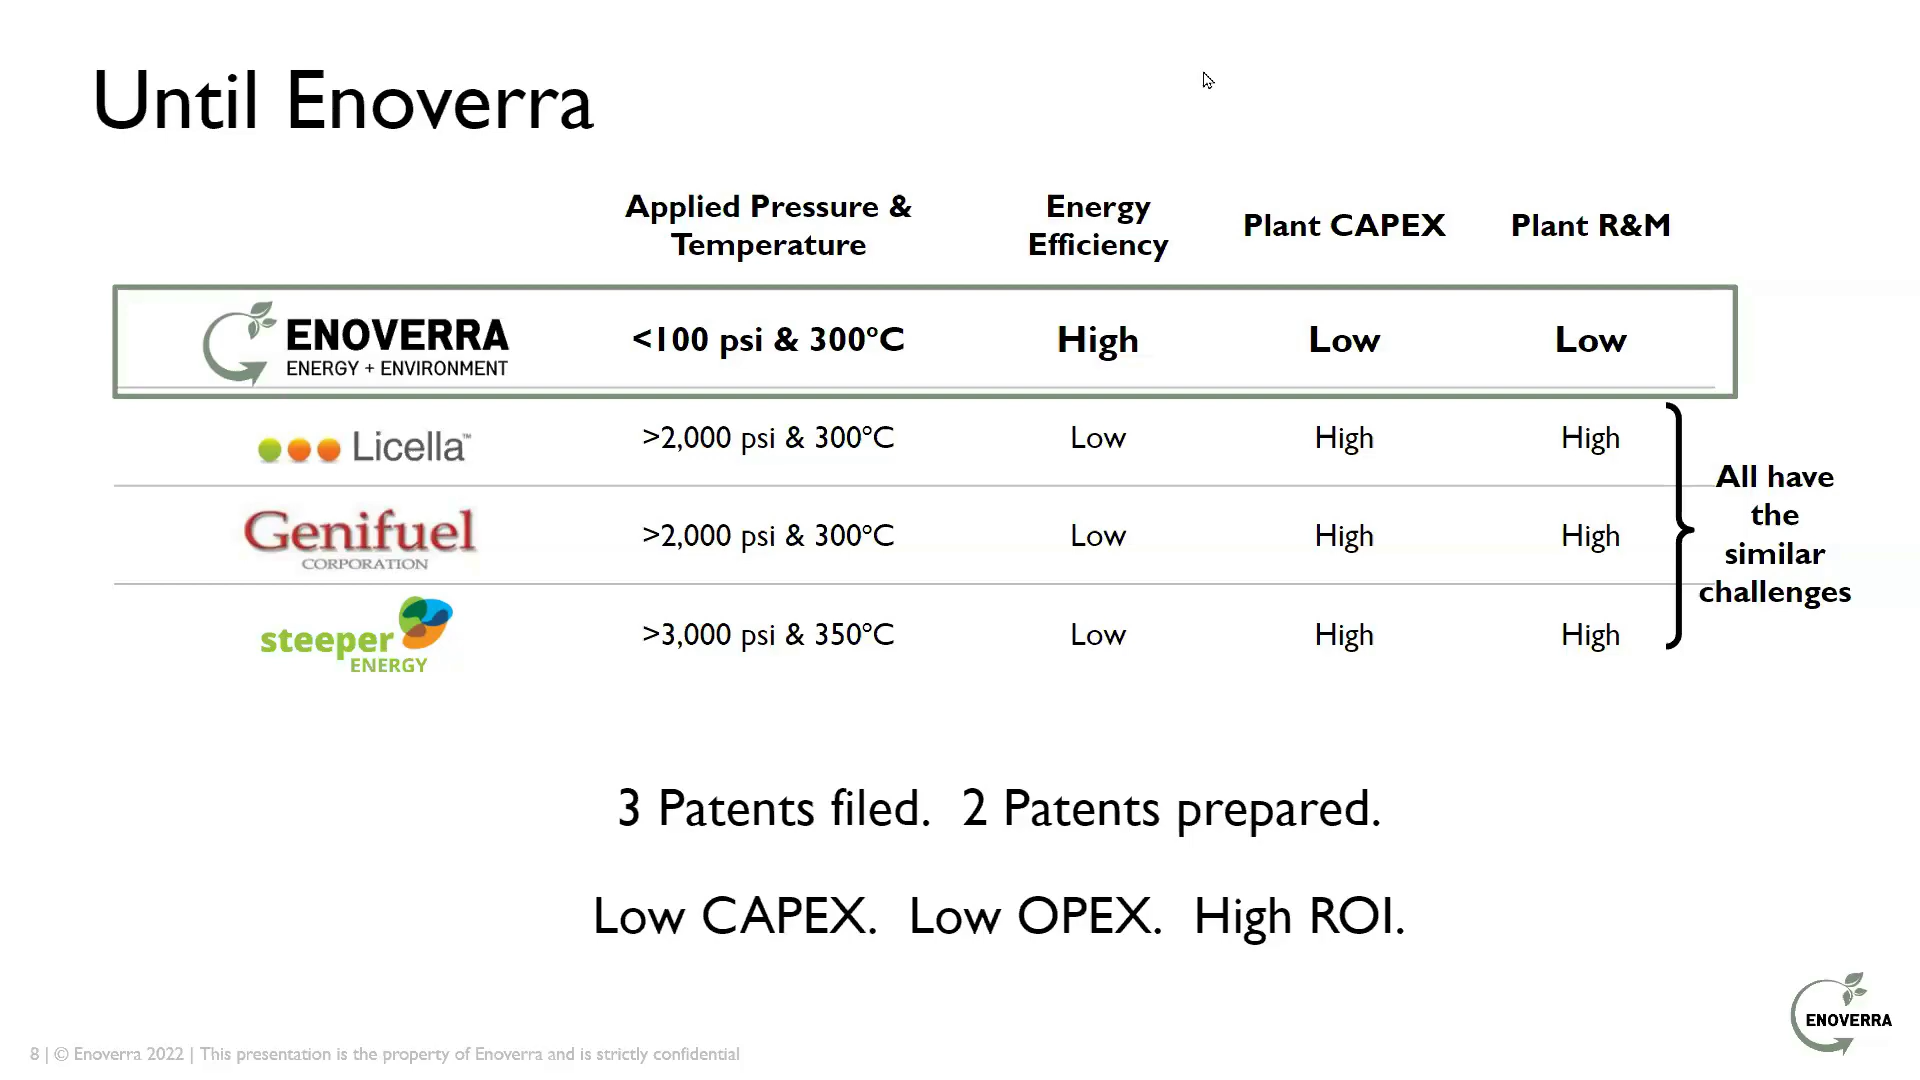 Until Enoverra
Applied Pressure &
Temperature
Energy
Efficiency
Plant CAPEX
Plant R&M
ENOVERRA
ENERGY + ENVIRONMENT
<100 psi & 300°C
High
Low
Low
Licella™
>2,000 psi & 300°C
Low
High
High
Genifuel
CORPORATION
>2,000 psi & 300°C
Low
High
High
steeper
ENERGY
>3,000 psi & 350°C
Low
High
High
All have
the
similar
challenges
3 Patents filed. 2 Patents prepared.
Low CAPEX. Low OPEX. High ROI.
ENOVERRA
8 | © Enoverra 2022 | This presentation is the property of Enoverra and is strictly confidential